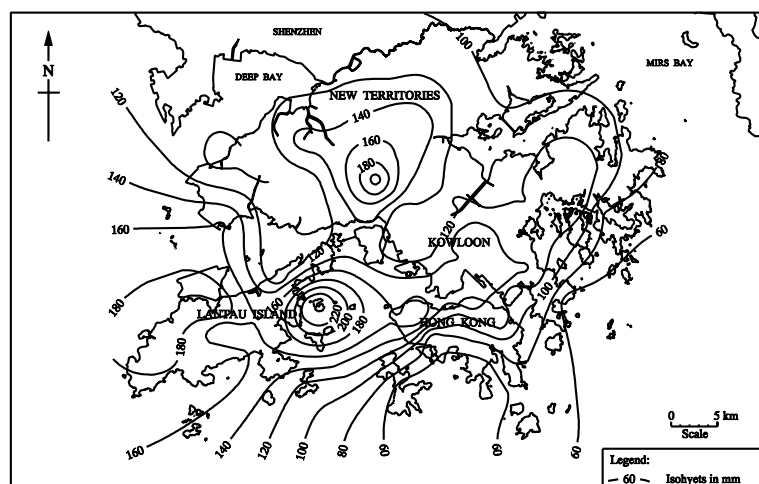 SHENZHEN
100
MIRS BAY
DEEP BAY
N
120
NEW TERRITORIES
140
160
180
80
140
160
60
120
KOWLOON
120
100
180
160
LANTAU ISLAND
220
200
180
HONG KONG
180
160
140
120
100
80
60
60
60
0 5 km
Scale
Legend:
60 Isohyets in mm